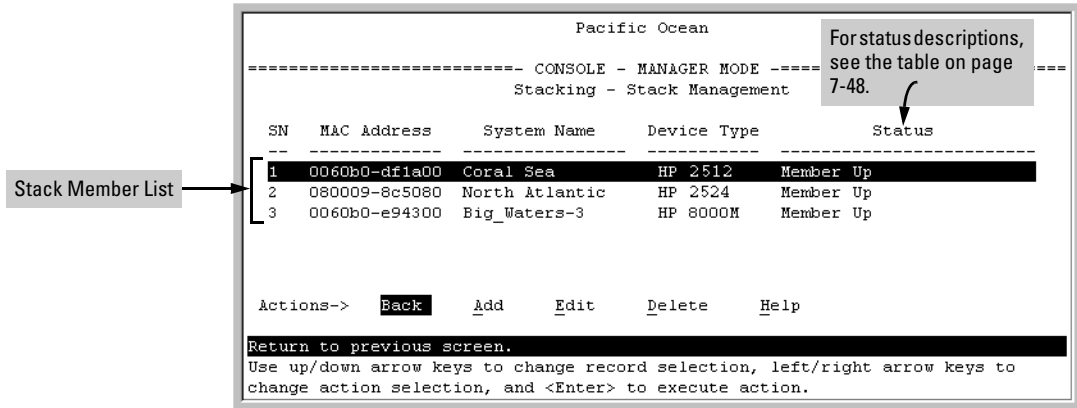 Pacific Ocean
For status descriptions,
see the table on page
7-48.
==========================- CONSOLE - MANAGER MODE -==== ===
Stacking - Stack Management
SN MAC Address System Name Device Type Status
-- ------------- ---------------- ----------- -------------------------
Stack Member List
1 0060b0-df1a00 Coral Sea HP 2512 Member Up
2 080009-8c5080 North Atlantic HP 2524 Member Up
3 0060b0-e94300 Big_Waters-3 HP 8000M Member Up
Actions-> Back Add Edit Delete Help
Return to previous screen.
Use up/down arrow keys to change record selection, left/right arrow keys to
change action selection, and <Enter> to execute action.